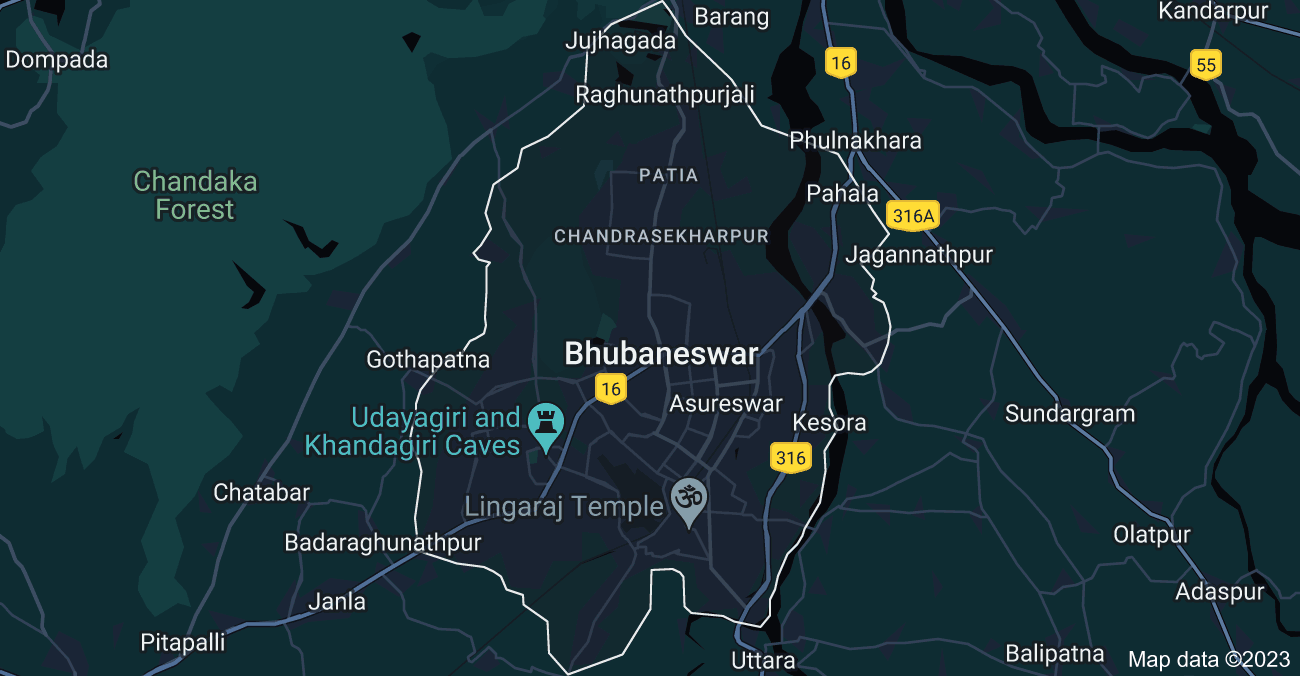 Kandarpur
Barang
Jujhagada
Dompada
16
55
Raghunathpurjali
Phulnakhara
PATIA
Chandaka
Forest
Pahala
316A
CHANDRASEKHARPUR
Jagannathpur
Bhubaneswar
Gothapatna
16
Asureswar
Udayagiri and
Khandagiri Caves
Kesora
Sundargram
316
Chatabar
Lingaraj Temple
ॐ
Badaraghunathpur
Olatpur
Janla
Adaspur
Pitapalli
Uttara
Balipatna
Map data ©2023